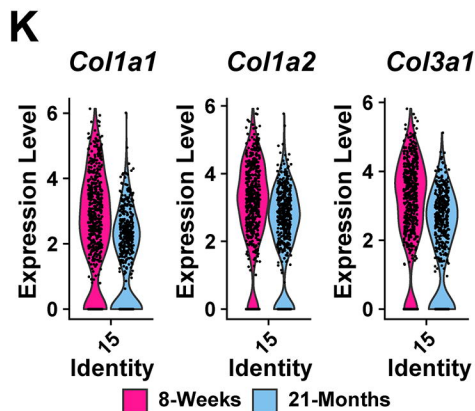 K
Col1a1 Col1a2 Col3a1
Expression Level Expression Level Expression Level
6 6 6
4 4 4
2 2 2
0 0 0
15 15 15
Identity Identity Identity
8-Weeks 21-Months